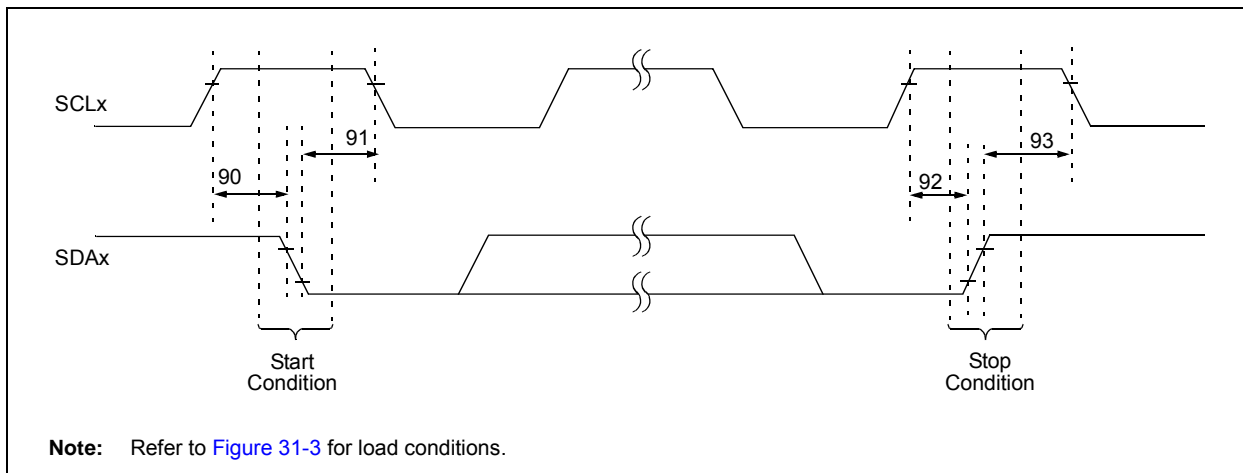 SCLx
91
93
90
92
SDAx
Start
Condition
Stop
Condition
Note: Refer to Figure 31-3 for load conditions.